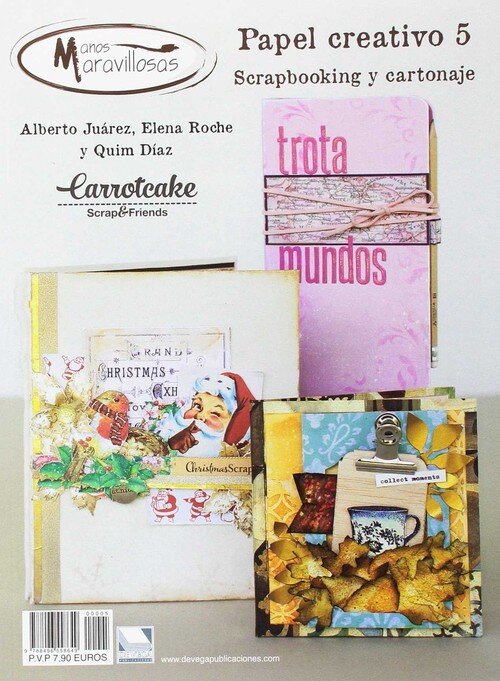 Manos
Maravillosas
Papel creativo 5
Scrapbooking y cartonaje
Alberto Juárez, Elena Roche
y Quim Díaz
Carrotcake
Scrap&Friends
trota
mundos
GRAND
CHRISTMAS
ChristmasScrap
collect moments
00005
P.V.P 7,90 EUROS
www.devegapublicaciones.com